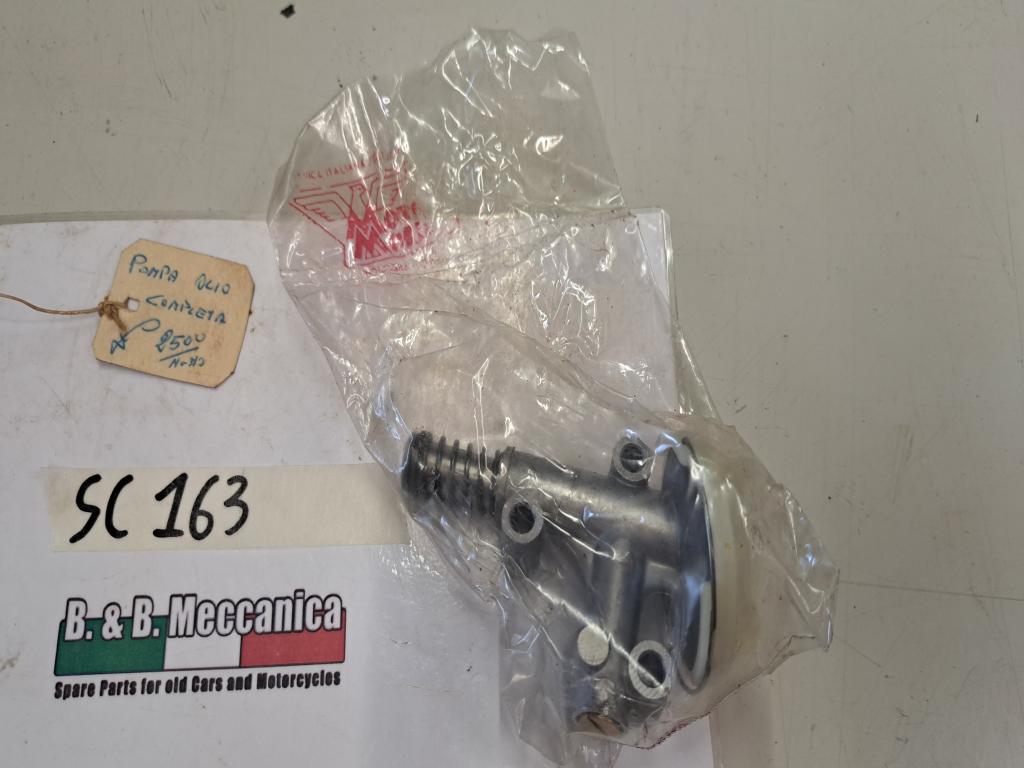 POMPA OLIO
COMPLETA
£ 2500
SC 163
B. & B. Meccanica
Spare Parts for old Cars and Motorcycles